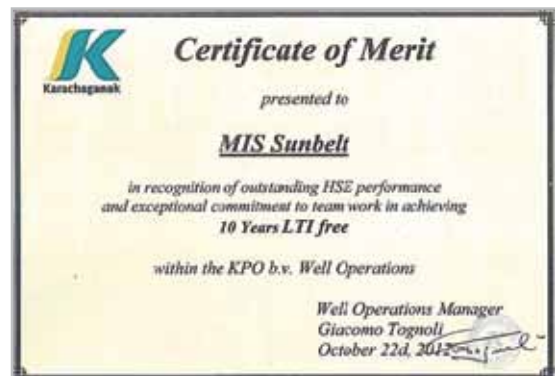 Karachaganak
Certificate of Merit
presented to
MIS Sunbelt
in recognition of outstanding HSE performance
and exceptional commitment to team work in achieving
10 Years LTI free
within the KPO b.v. Well Operations
Well Operations Manager
Giacomo Tognoli
October 22d, 2012